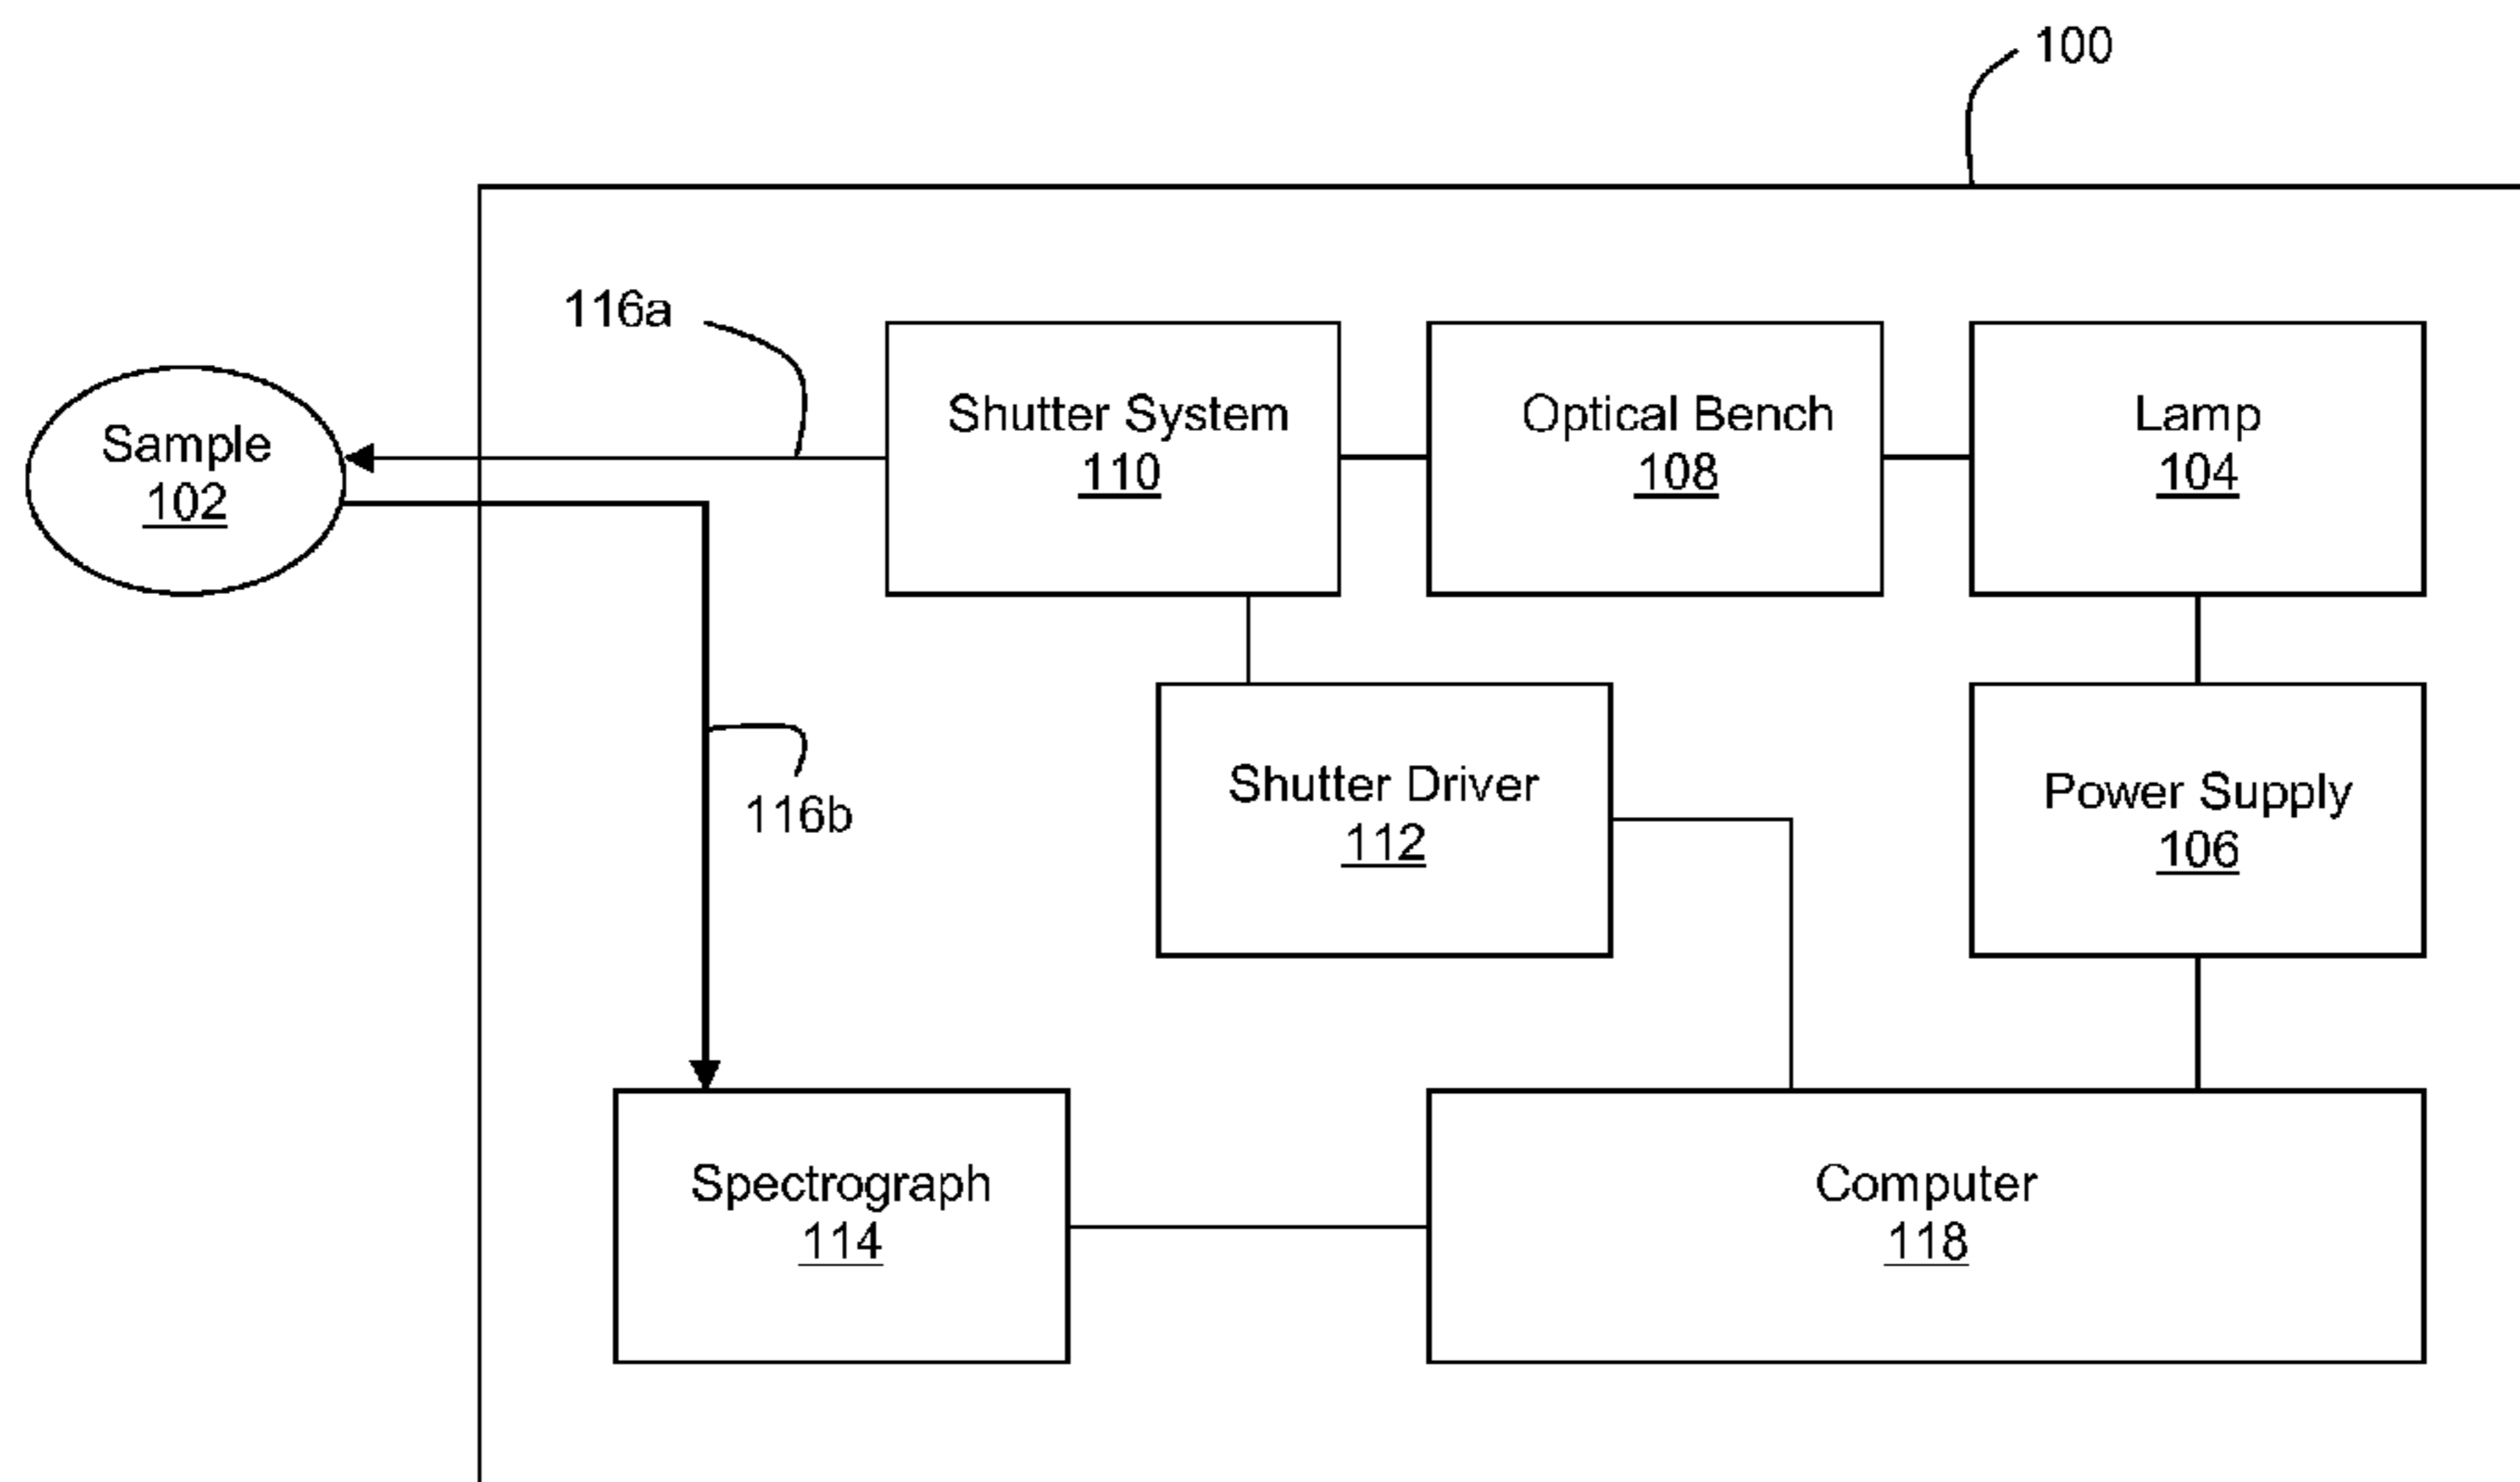 100
116a
Shutter System
110
Optical Bench
108
Lamp
104
Sample
102
116b
Shutter Driver
112
Power Supply
106
Spectrograph
114
Computer
118